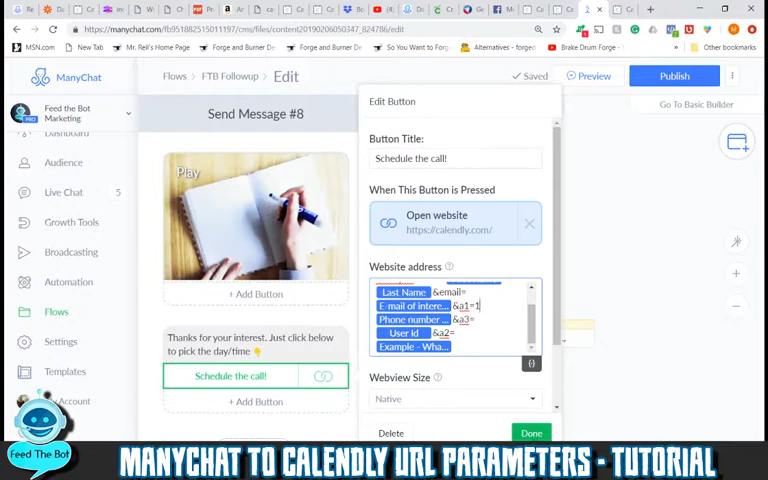 https://manychat.com/fb951882515011197/cms/files/content20190206050347_824786/edit
MSN.com New Tab Mr. Reil's Home Page Forge and Burner D Forge and Burner Des So You Want to Forg Alternatives - forged Brake Drum Forge - Other bookmarks
ManyChat
Flows > FTB Followup > Edit
Saved
Preview
Publish
Feed the Bot
Marketing
PRO
Go To Basic Builder
Dashboard
Audience
Live Chat 5
Growth Tools
Broadcasting
Automation
Flows
Settings
Templates
My Account
Send Message #8
Play
+ Add Button
Thanks for your interest. Just click below
to pick the day/time 👇
Schedule the call!
+ Add Button
Edit Button
Button Title:
Schedule the call!
When This Button is Pressed
Open website
https://calendly.com/
Website address
Last Name &email=
E-mail of intere... &a1=1
Phone number ... &a3=
User Id &a2=
Example - Wha...
{}
Webview Size
Native
Delete
Done
Feed The Bot
MANYCHAT TO CALENDLY URL PARAMETERS - TUTORIAL